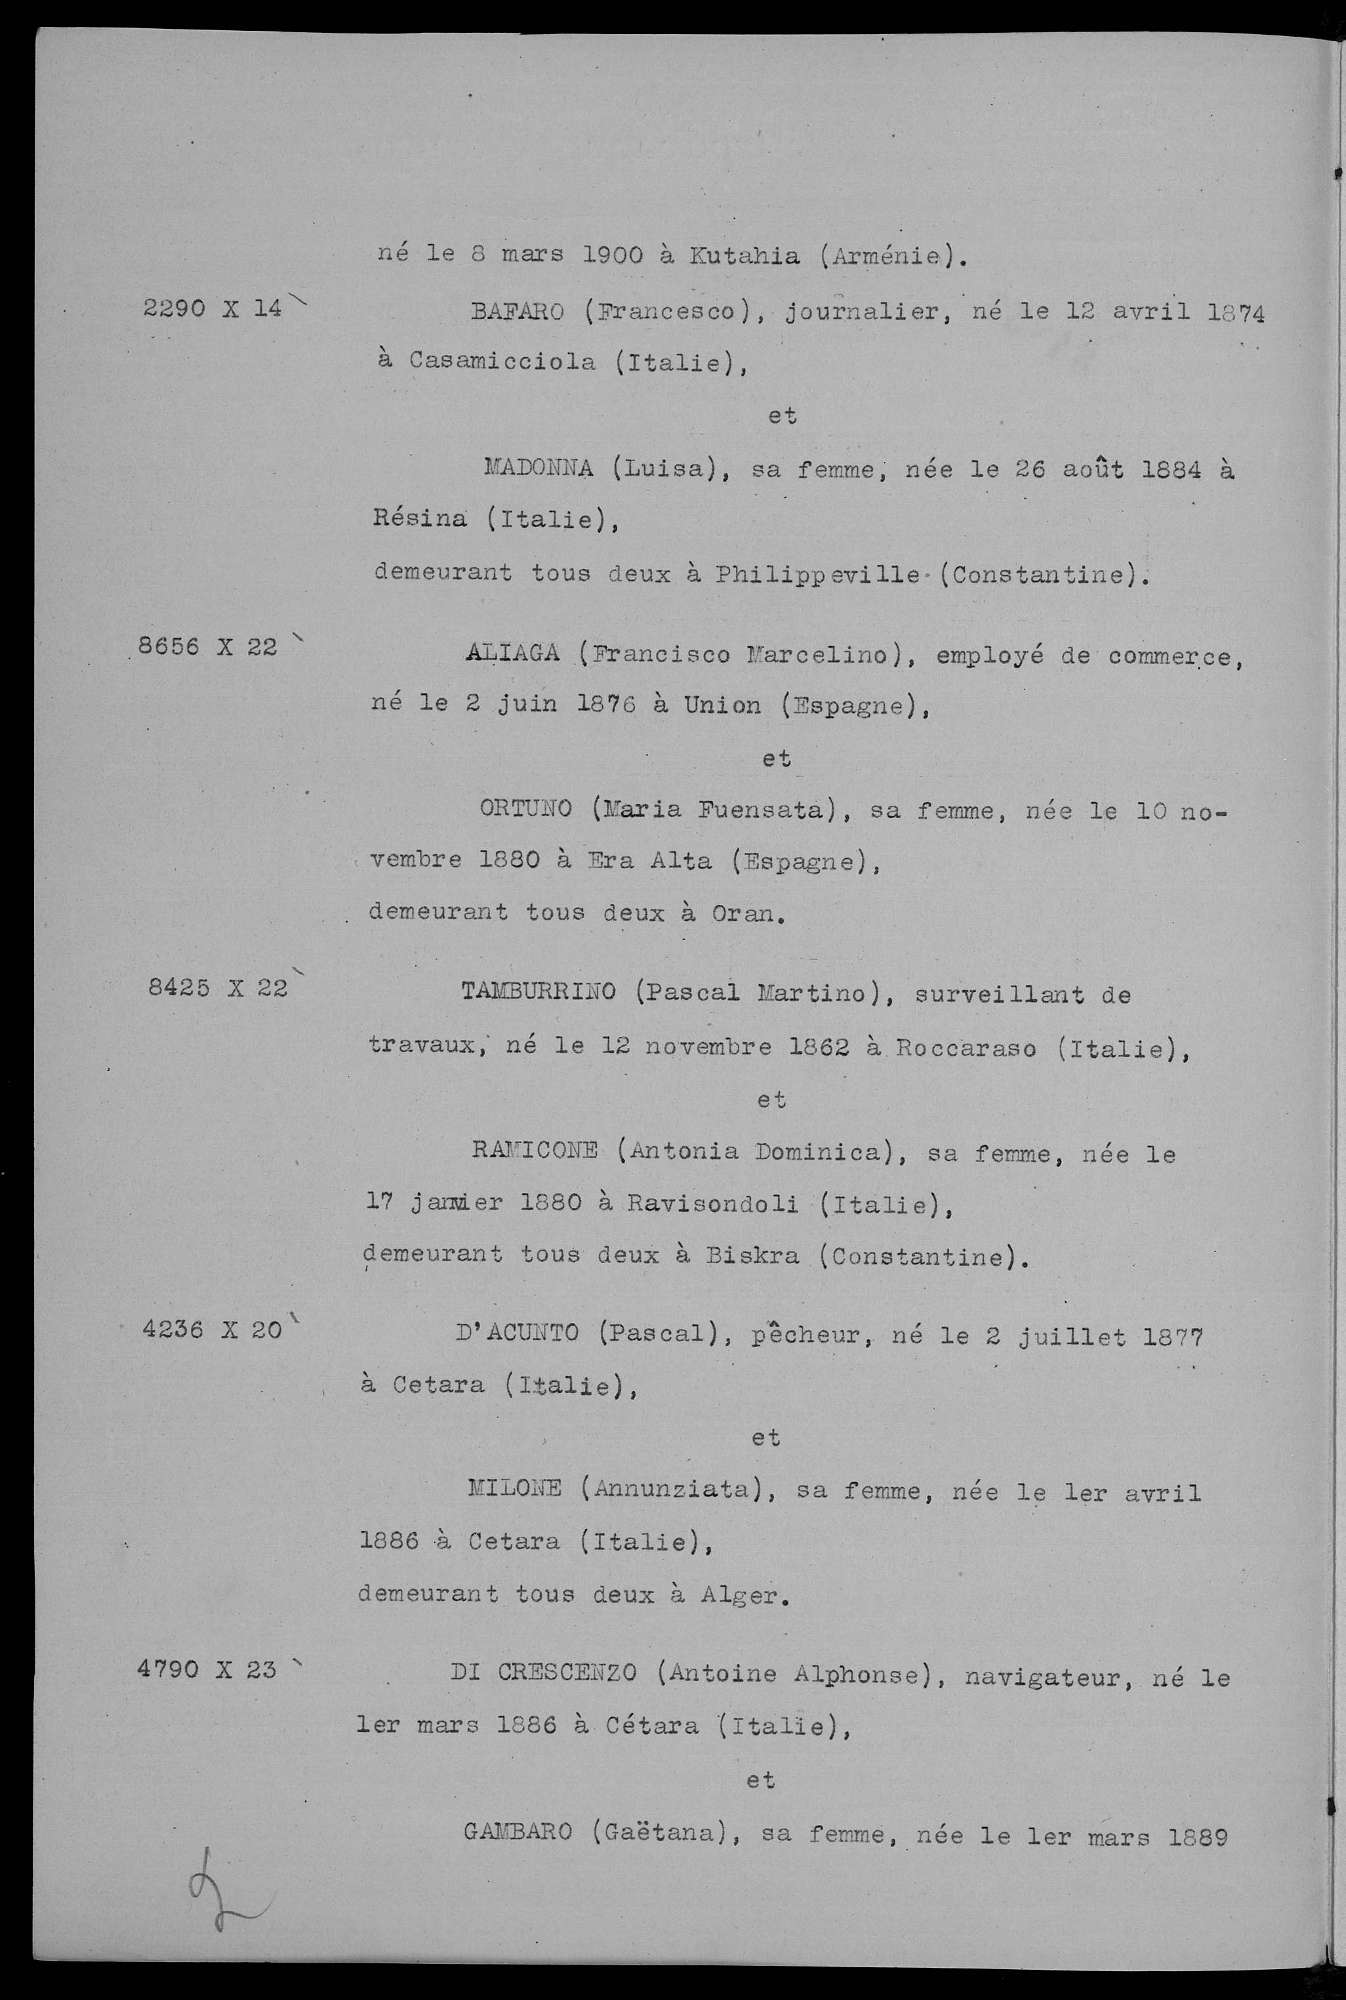 né le 8 mars 1900 à Kutahia (Arménie).
2290 X 14 BAFARO (Francesco), journalier, né le 12 avril 1874
à Casamicciola (Italie),
et
MADONNA (Luisa), sa femme, née le 26 août 1884 à
Résina (Italie),
demeurant tous deux à Philippeville (Constantine).
8656 X 22 ALIAGA (Francisco Marcelino), employé de commerce,
né le 2 juin 1876 à Union (Espagne),
et
ORTUNO (Maria Fuensata), sa femme, née le 10 no-
vembre 1880 à Era Alta (Espagne),
demeurant tous deux à Oran.
8425 X 22 TAMBURRINO (Pascal Martino), surveillant de
travaux, né le 12 novembre 1862 à Roccaraso (Italie),
et
RAMICONE (Antonia Dominica), sa femme, née le
17 janvier 1880 à Ravisondoli (Italie),
demeurant tous deux à Biskra (Constantine).
4236 X 20 D'ACUNTO (Pascal), pêcheur, né le 2 juillet 1877
à Cetara (Italie),
et
MILONE (Annunziata), sa femme, née le 1er avril
1886 à Cetara (Italie),
demeurant tous deux à Alger.
4790 X 23 DI CRESCENZO (Antoine Alphonse), navigateur, né le
1er mars 1886 à Cétara (Italie),
et
GAMBARO (Gaëtana), sa femme, née le 1er mars 1889